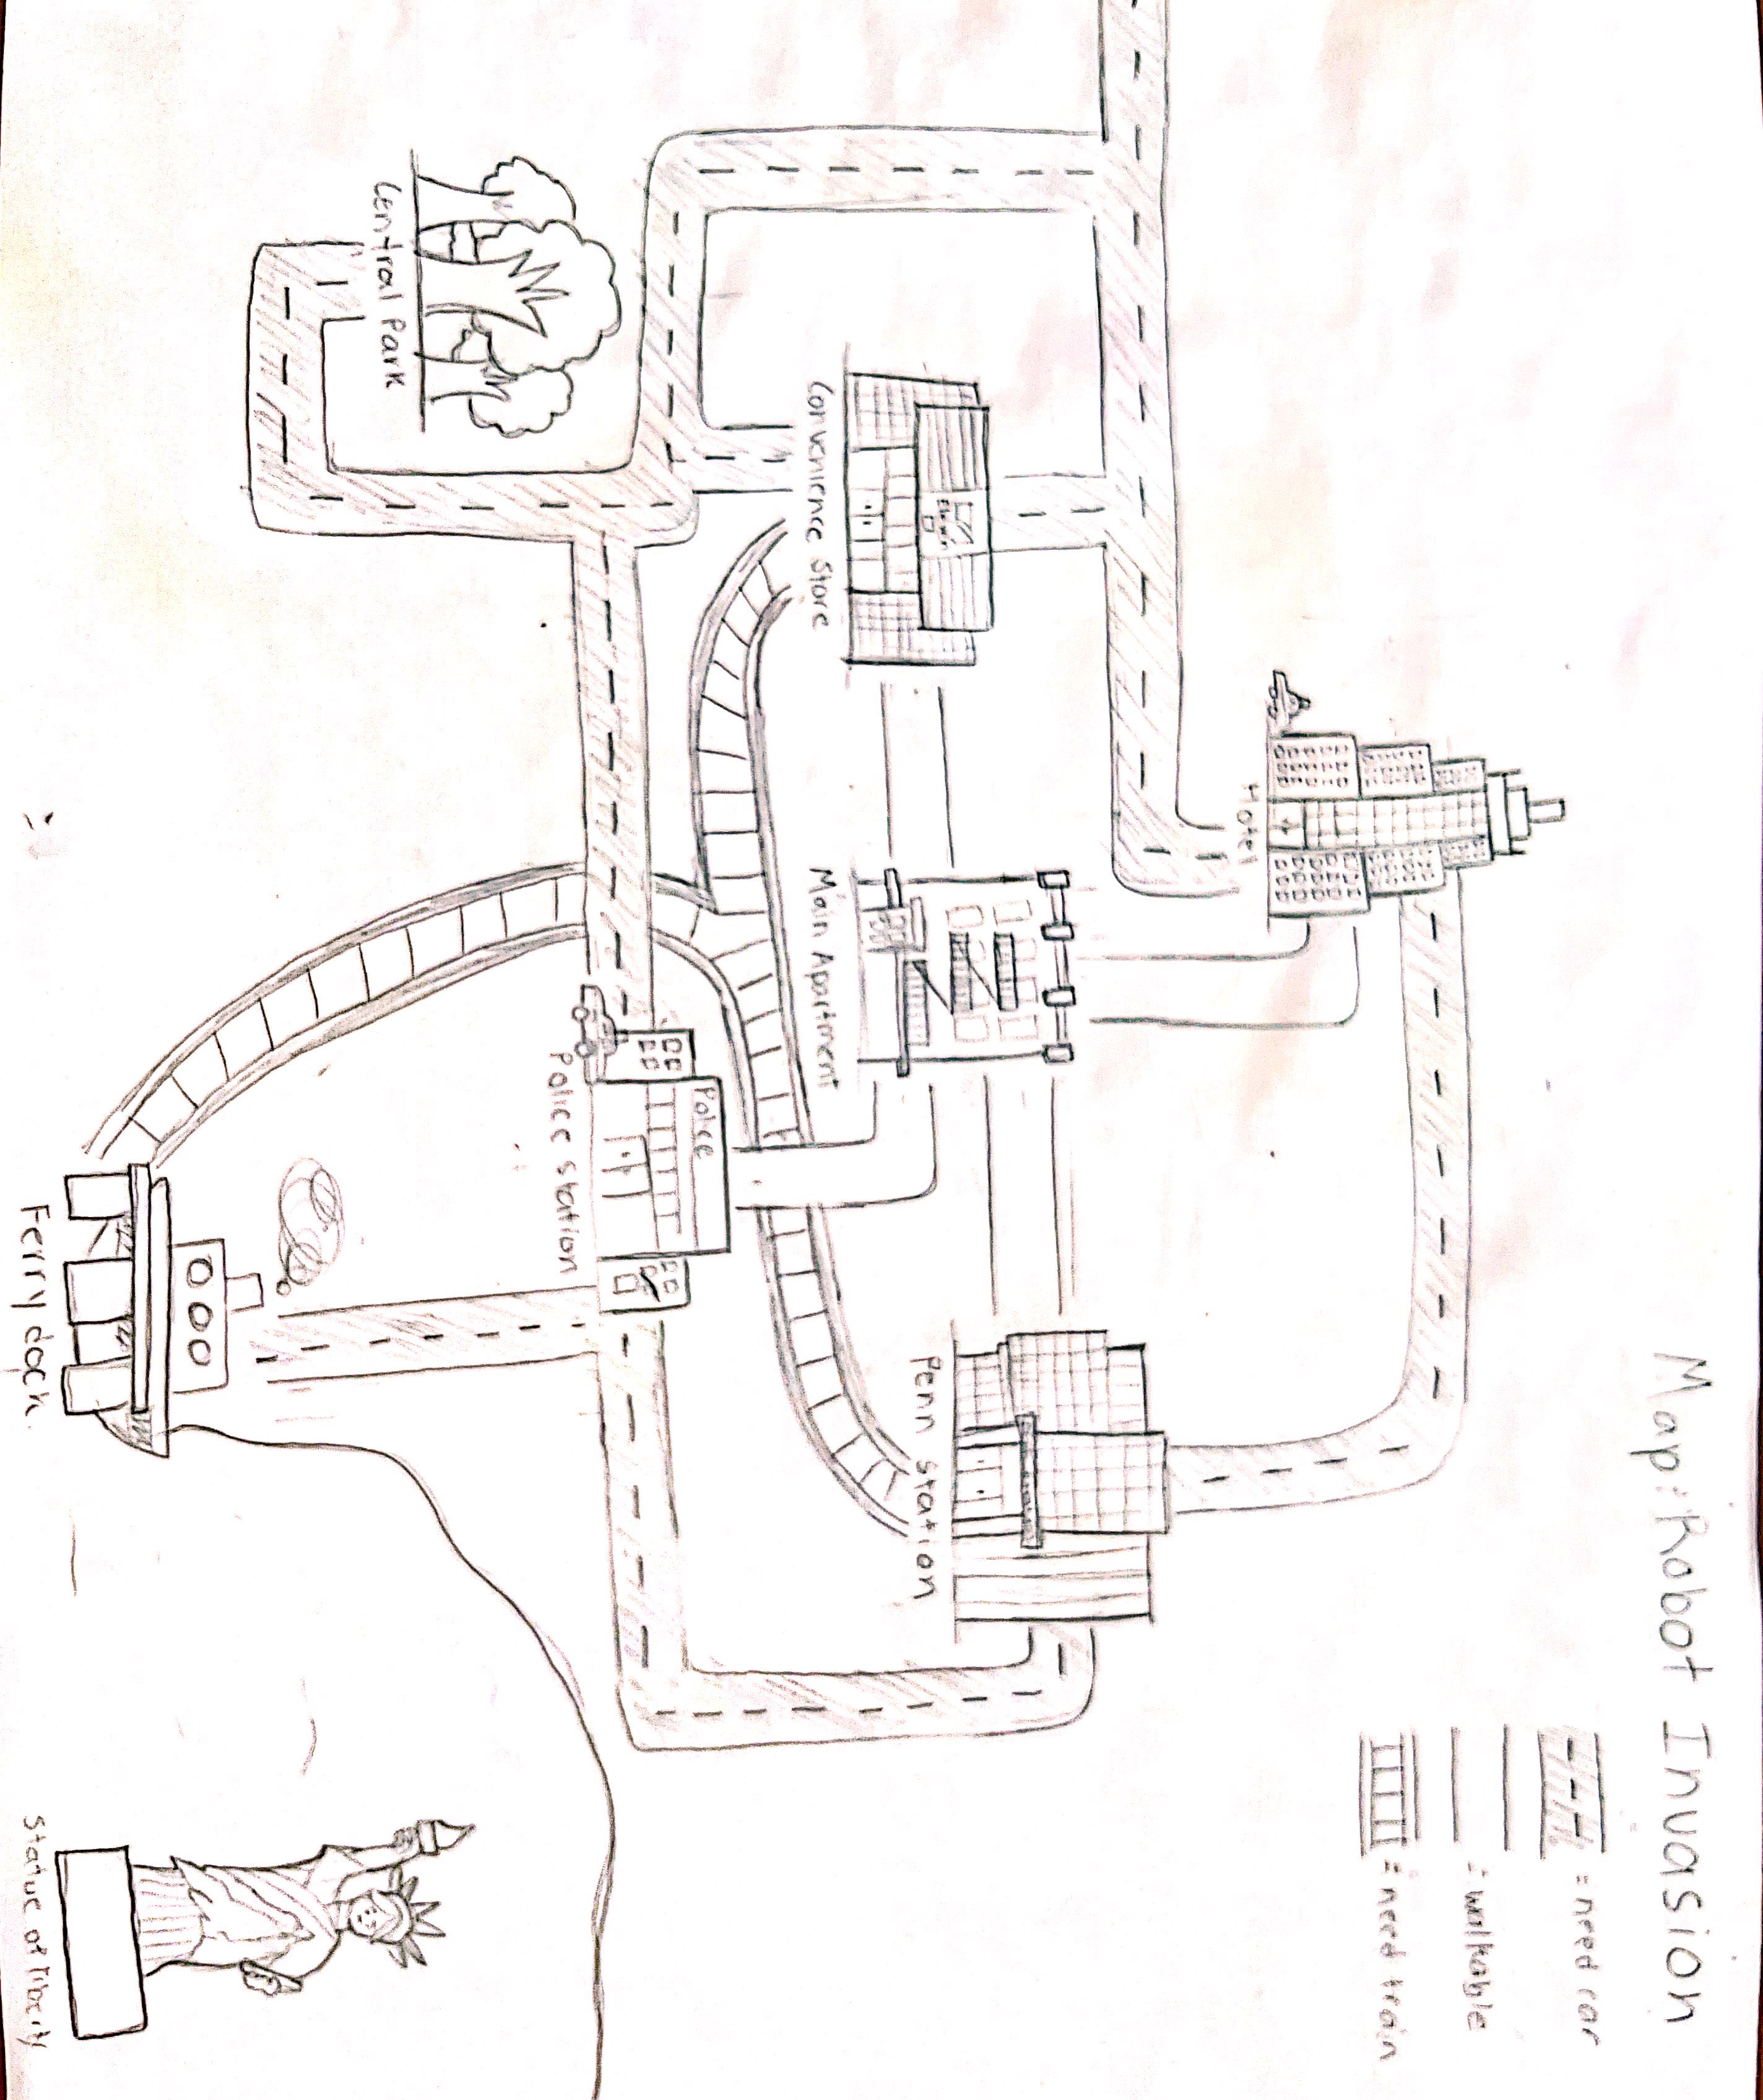 Map: Robot Invasion
= need car
= walkable
= need train
Hotel
Penn Station
Convenience Store
Main Apartment
Police
Police Station
Central Park
Ferry dock.
Statue of liberty